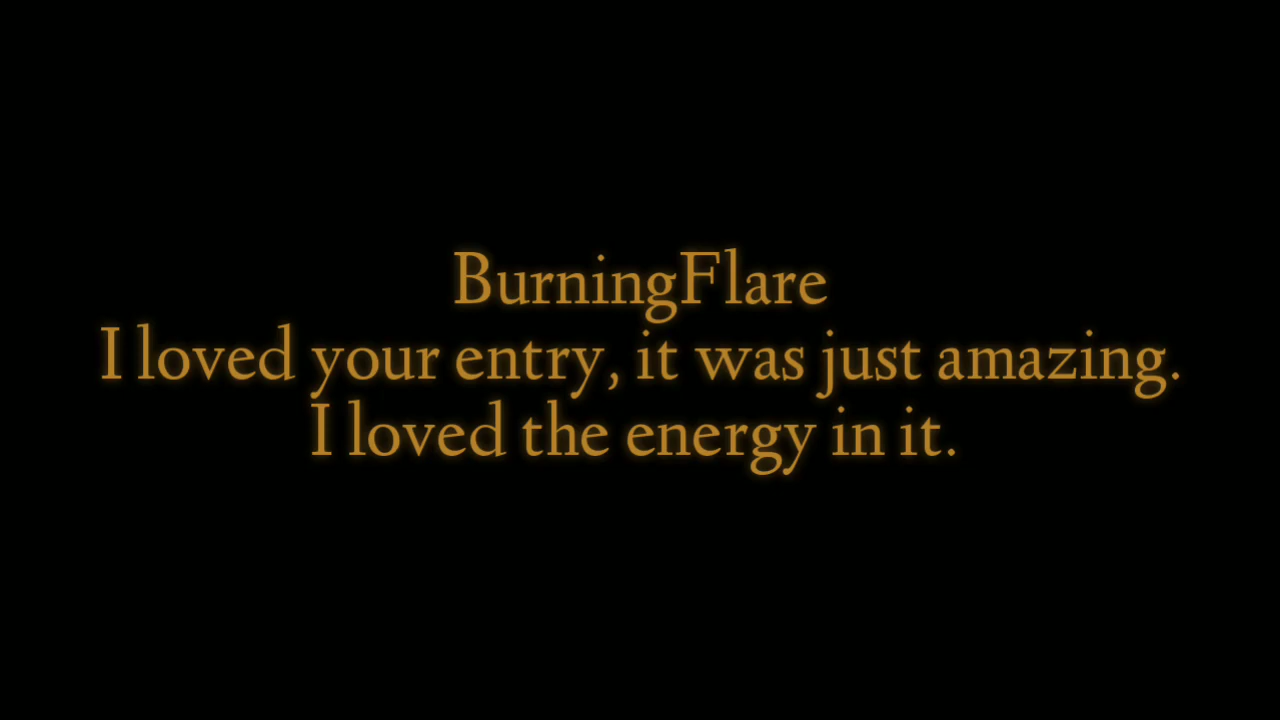 BurningFlare
I loved your entry, it was just amazing.
I loved the energy in it.